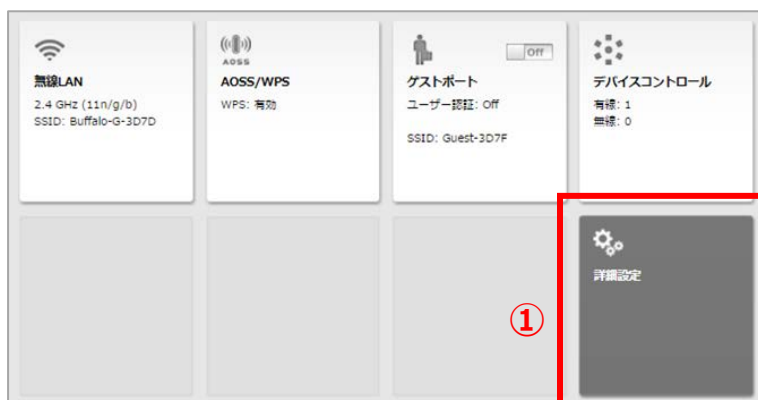 無線LAN
2.4 GHz (11n/g/b)
SSID: Buffalo-G-3D7D
AOSS
AOSS/WPS
WPS: 有効
Off
ゲストポート
ユーザー認証: Off
SSID: Guest-3D7F
デバイスコントロール
有線: 1
無線: 0
①
詳細設定